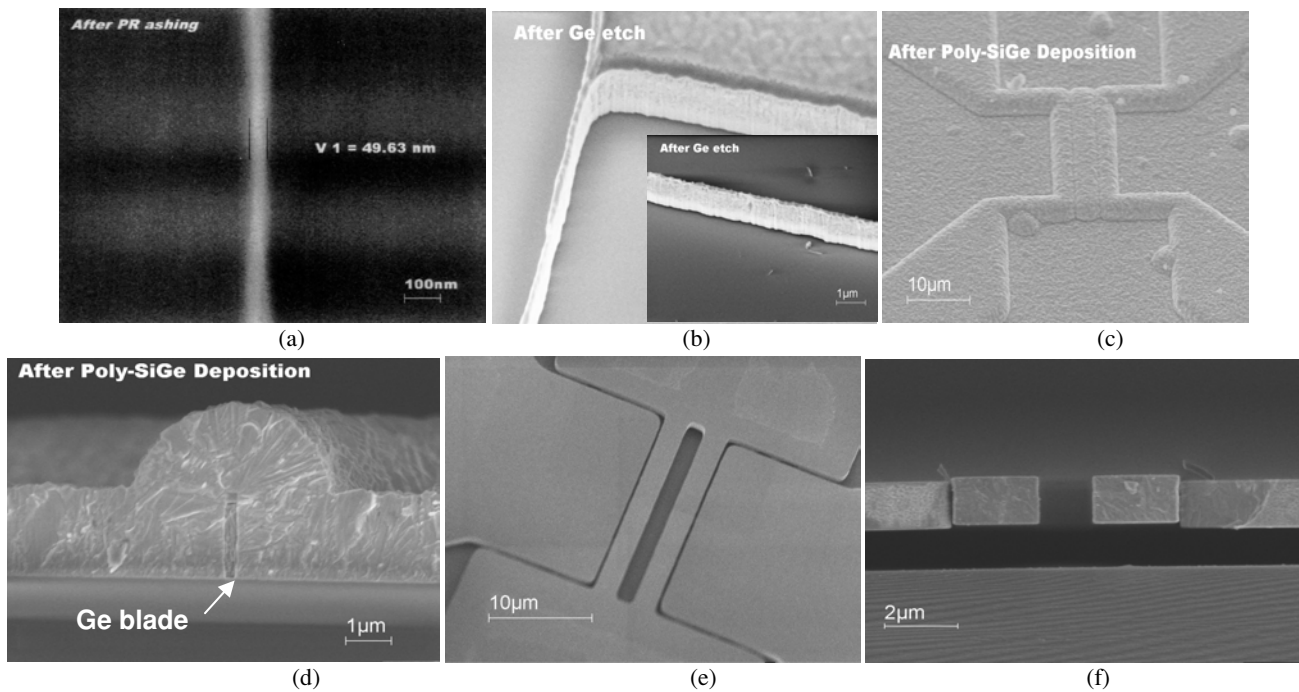 After PR ashing
V 1 = 49.63 nm
100nm
(a)
After Ge etch
After Ge etch
1µm
(b)
After Poly-SiGe Deposition
10µm
(c)
After Poly-SiGe Deposition
Ge blade
1µm
(d)
10µm
(e)
2µm
(f)